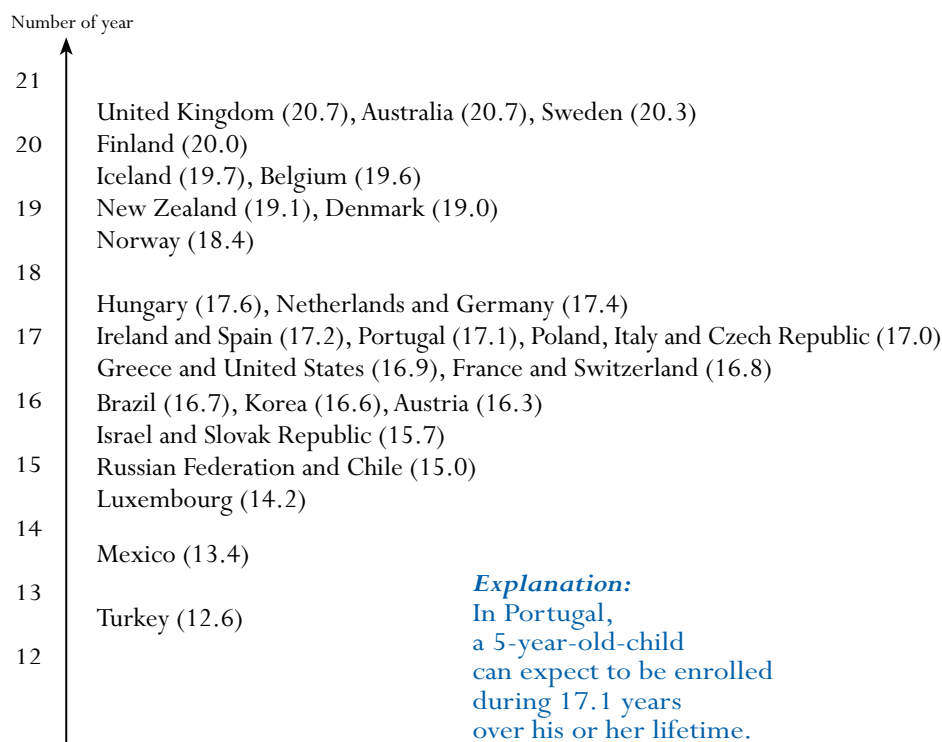 Number of year
21
United Kingdom (20.7), Australia (20.7), Sweden (20.3)
20
Finland (20.0)
Iceland (19.7), Belgium (19.6)
19
New Zealand (19.1), Denmark (19.0)
Norway (18.4)
18
Hungary (17.6), Netherlands and Germany (17.4)
17
Ireland and Spain (17.2), Portugal (17.1), Poland, Italy and Czech Republic (17.0)
Greece and United States (16.9), France and Switzerland (16.8)
16
Brazil (16.7), Korea (16.6), Austria (16.3)
Israel and Slovak Republic (15.7)
15
Russian Federation and Chile (15.0)
Luxembourg (14.2)
14
Mexico (13.4)
13
Turkey (12.6)
12
Explanation:
In Portugal,
a 5-year-old-child
can expect to be enrolled
during 17.1 years
over his or her lifetime.